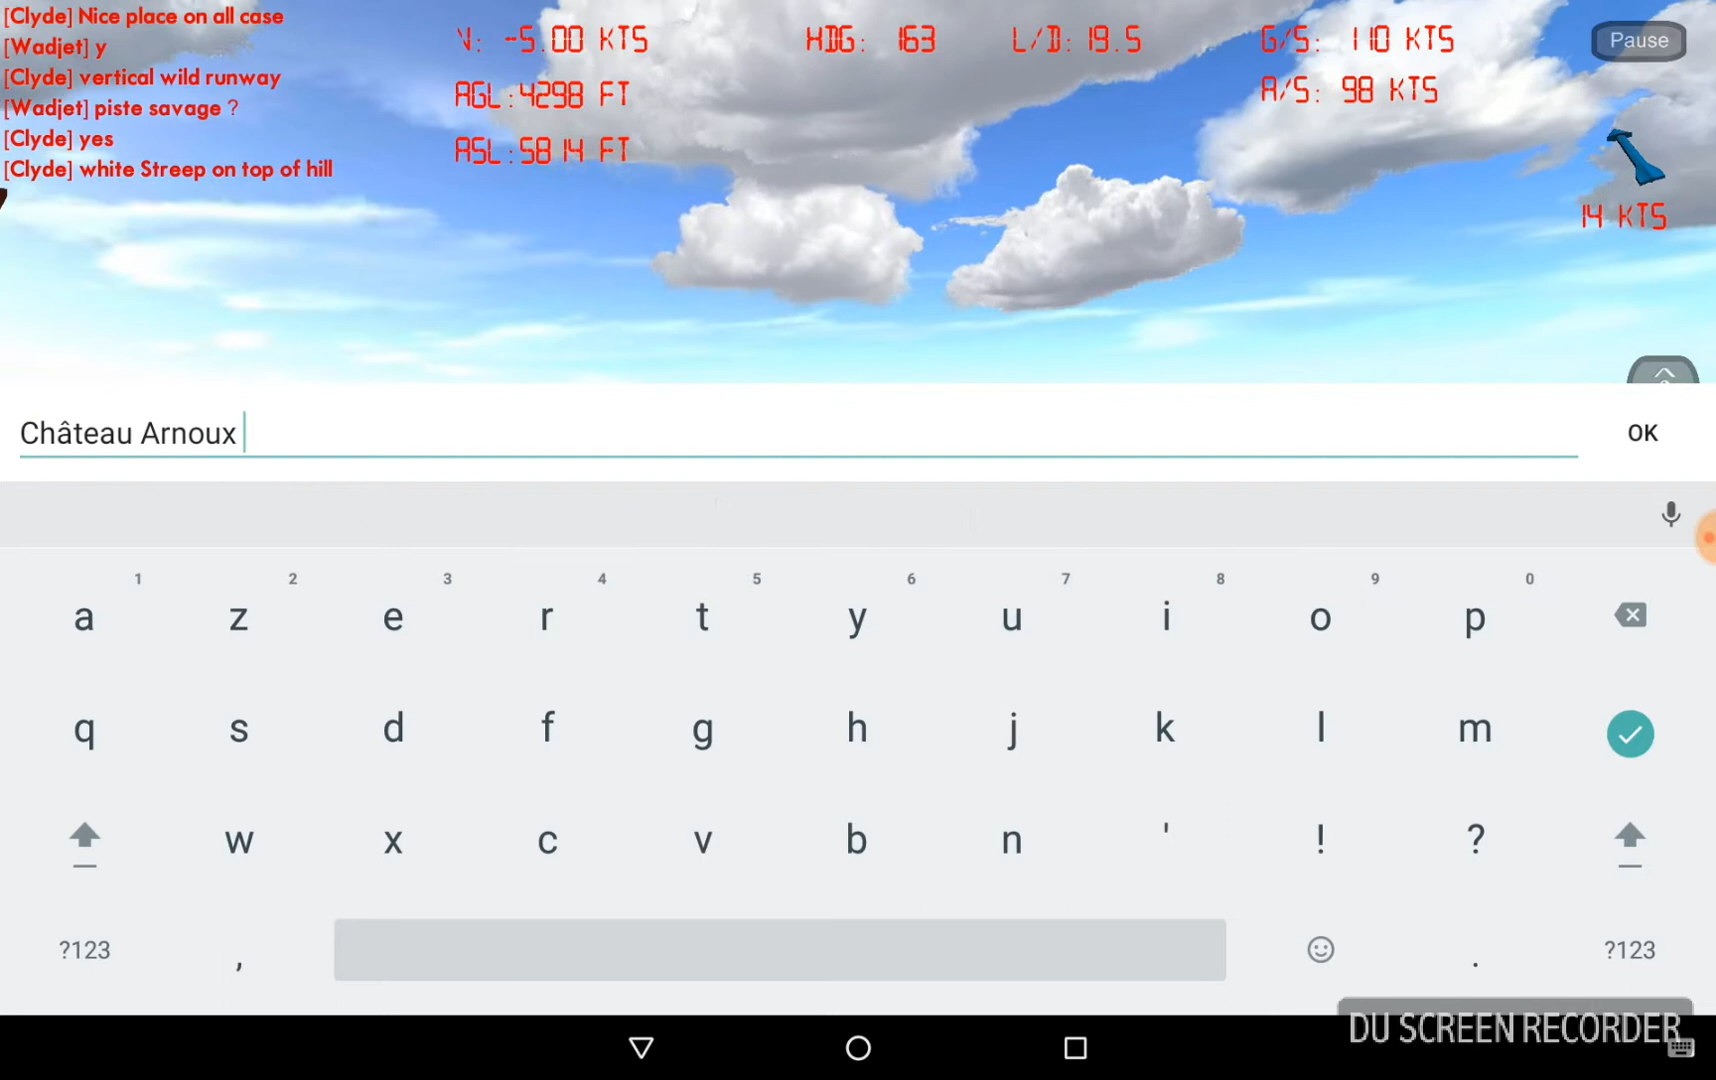 [Clyde] Nice place on all case
[Wadjet] y
[Clyde] vertical wild runway
[Wadjet] piste savage ?
[Clyde] yes
[Clyde] white Streep on top of hill
V: -5.00 KTS
AGL:4298 FT
ASL:5814 FT
HDG: 163
L/D: 19.5
G/S: 110 KTS
A/S: 98 KTS
Pause
14 KTS
Château Arnoux
OK
1 2 3 4 5 6 7 8 9 0
a z e r t y u i o p
q s d f g h j k l m
w x c v b n ' ! ?
?123 , . ?123
DU SCREEN RECORDER